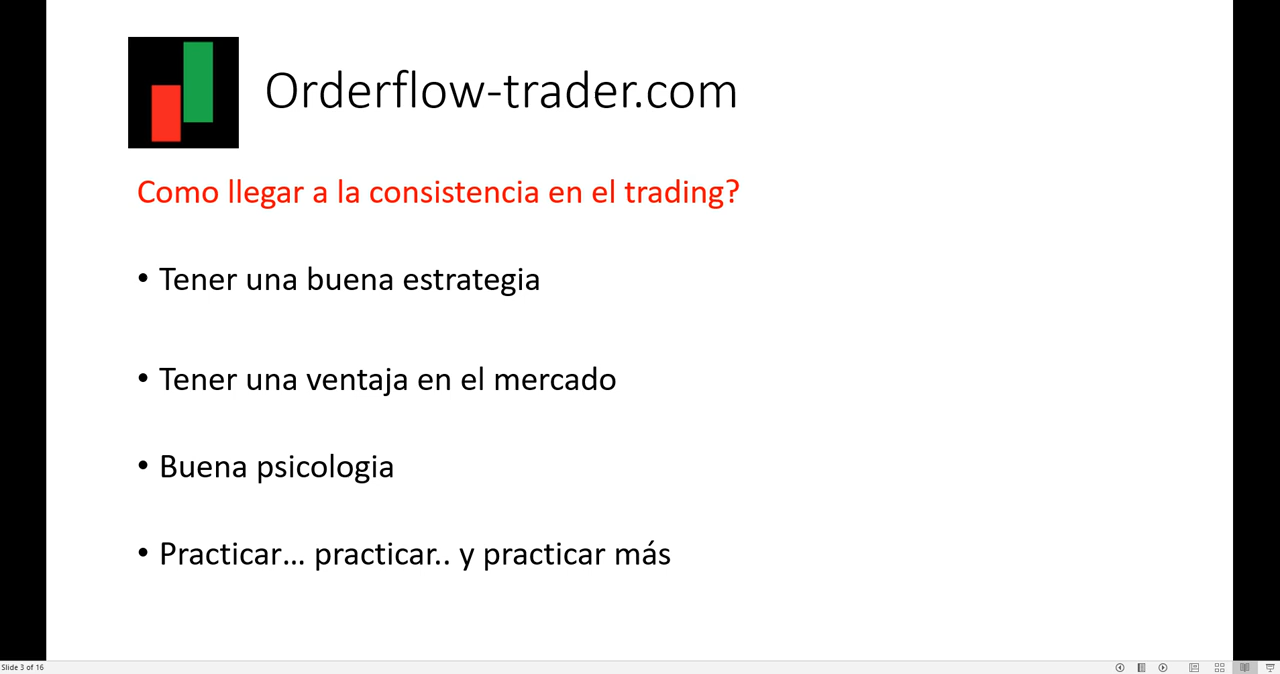 Orderflow-trader.com
Como llegar a la consistencia en el trading?
• Tener una buena estrategia
• Tener una ventaja en el mercado
• Buena psicologia
• Practicar... practicar.. y practicar más
Slide 3 of 16